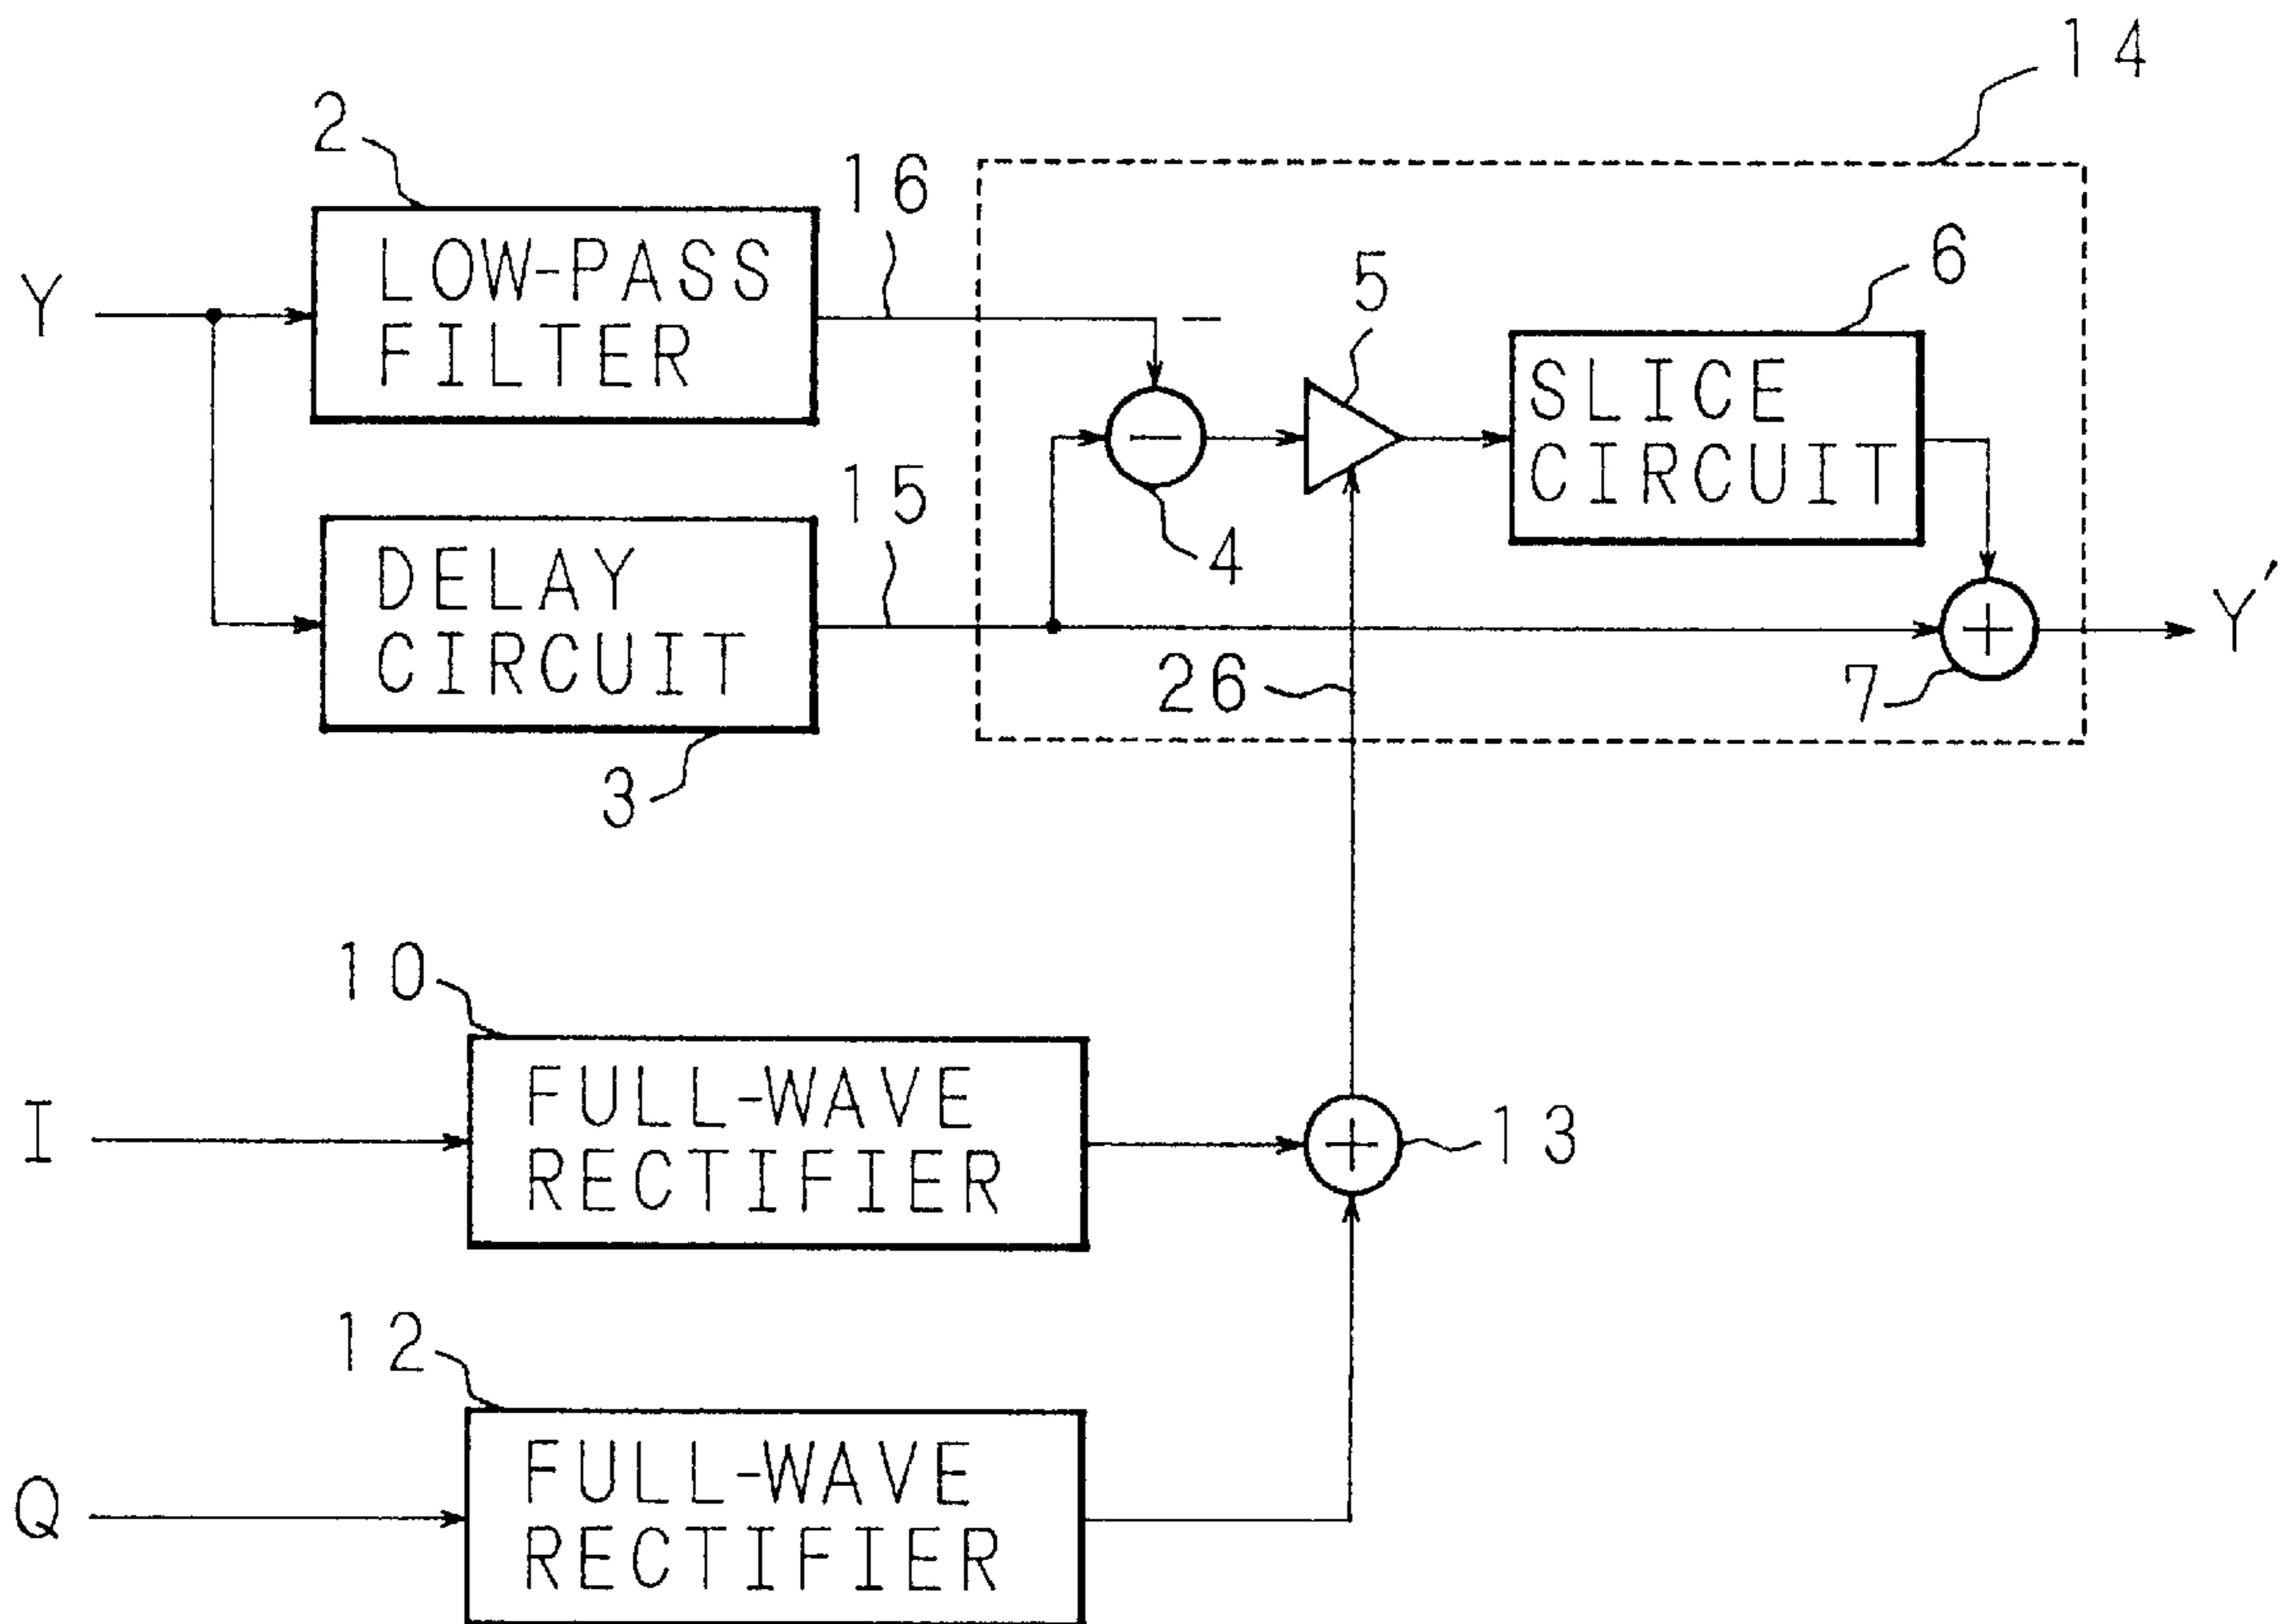 14
2
16
LOW-PASS
FILTER
Y
5
6
SLICE
CIRCUIT
−
−
15
4
DELAY
CIRCUIT
+
Y′
26
7
3
10
FULL-WAVE
RECTIFIER
I
+
13
12
FULL-WAVE
RECTIFIER
Q